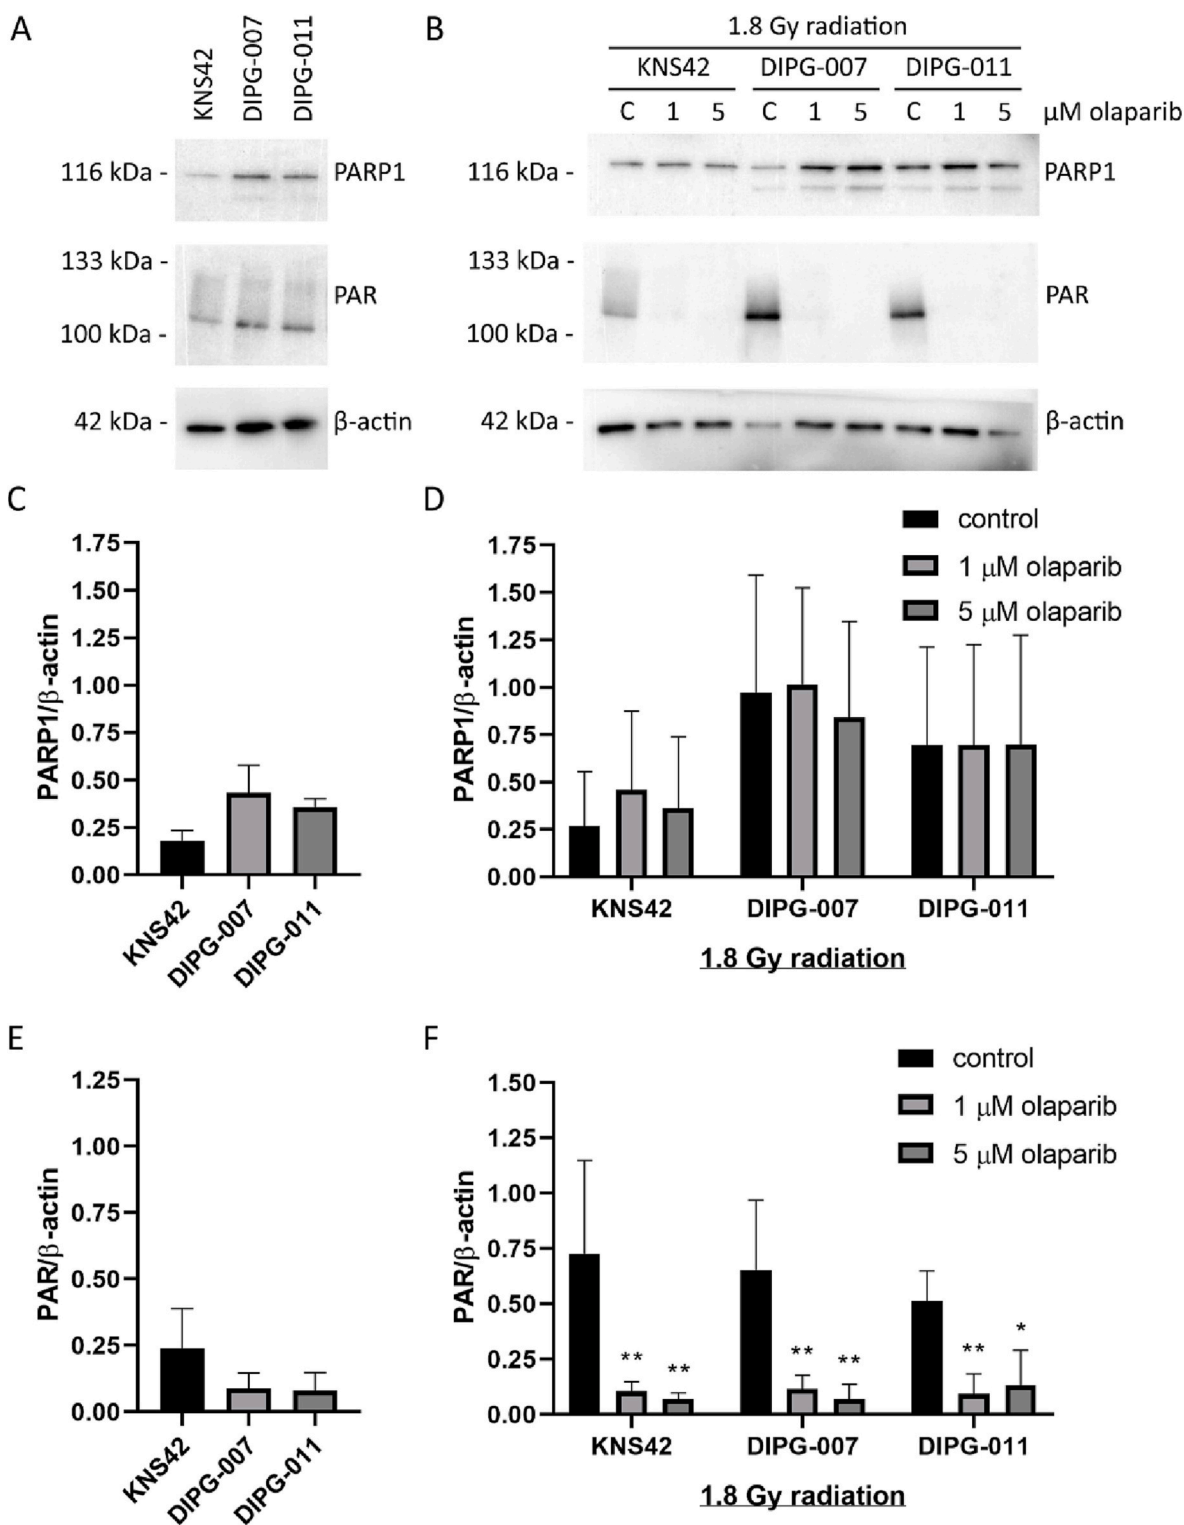 A
KNS42
DIPG-007
DIPG-011
116 kDa -
PARP1
133 kDa -
PAR
100 kDa -
42 kDa -
β-actin
B
1.8 Gy radiation
KNS42 DIPG-007 DIPG-011
C 1 5 C 1 5 C 1 5 μM olaparib
116 kDa -
PARP1
133 kDa -
PAR
100 kDa -
42 kDa -
β-actin
C
PARP1/β-actin
1.75
1.50
1.25
1.00
0.75
0.50
0.25
0.00
KNS42
DIPG-007
DIPG-011
D
control
1 μM olaparib
5 μM olaparib
PARP1/β-actin
1.75
1.50
1.25
1.00
0.75
0.50
0.25
0.00
KNS42 DIPG-007 DIPG-011
1.8 Gy radiation
E
PAR/β-actin
1.25
1.00
0.75
0.50
0.25
0.00
KNS42
DIPG-007
DIPG-011
F
control
1 μM olaparib
5 μM olaparib
PAR/β-actin
1.50
1.25
1.00
0.75
0.50
0.25
0.00
** ** ** ** ** *
KNS42 DIPG-007 DIPG-011
1.8 Gy radiation